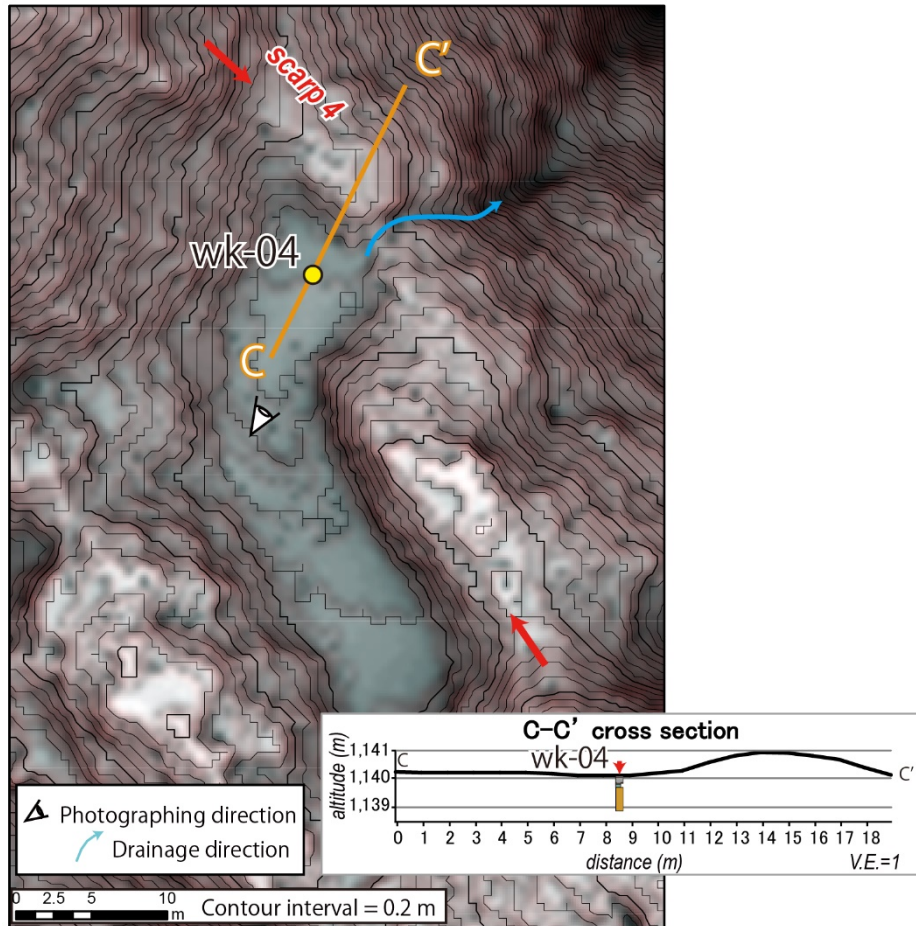 scarp 4
C'
wk-04
C
C-C' cross section
altitude (m)
1,141
1,140
1,139
C
wk-04
C'
0 1 2 3 4 5 6 7 8 9 10 11 12 13 14 15 16 17 18
distance (m)
V.E.=1
Photographing direction
Drainage direction
0 2.5 5 10
m
Contour interval = 0.2 m